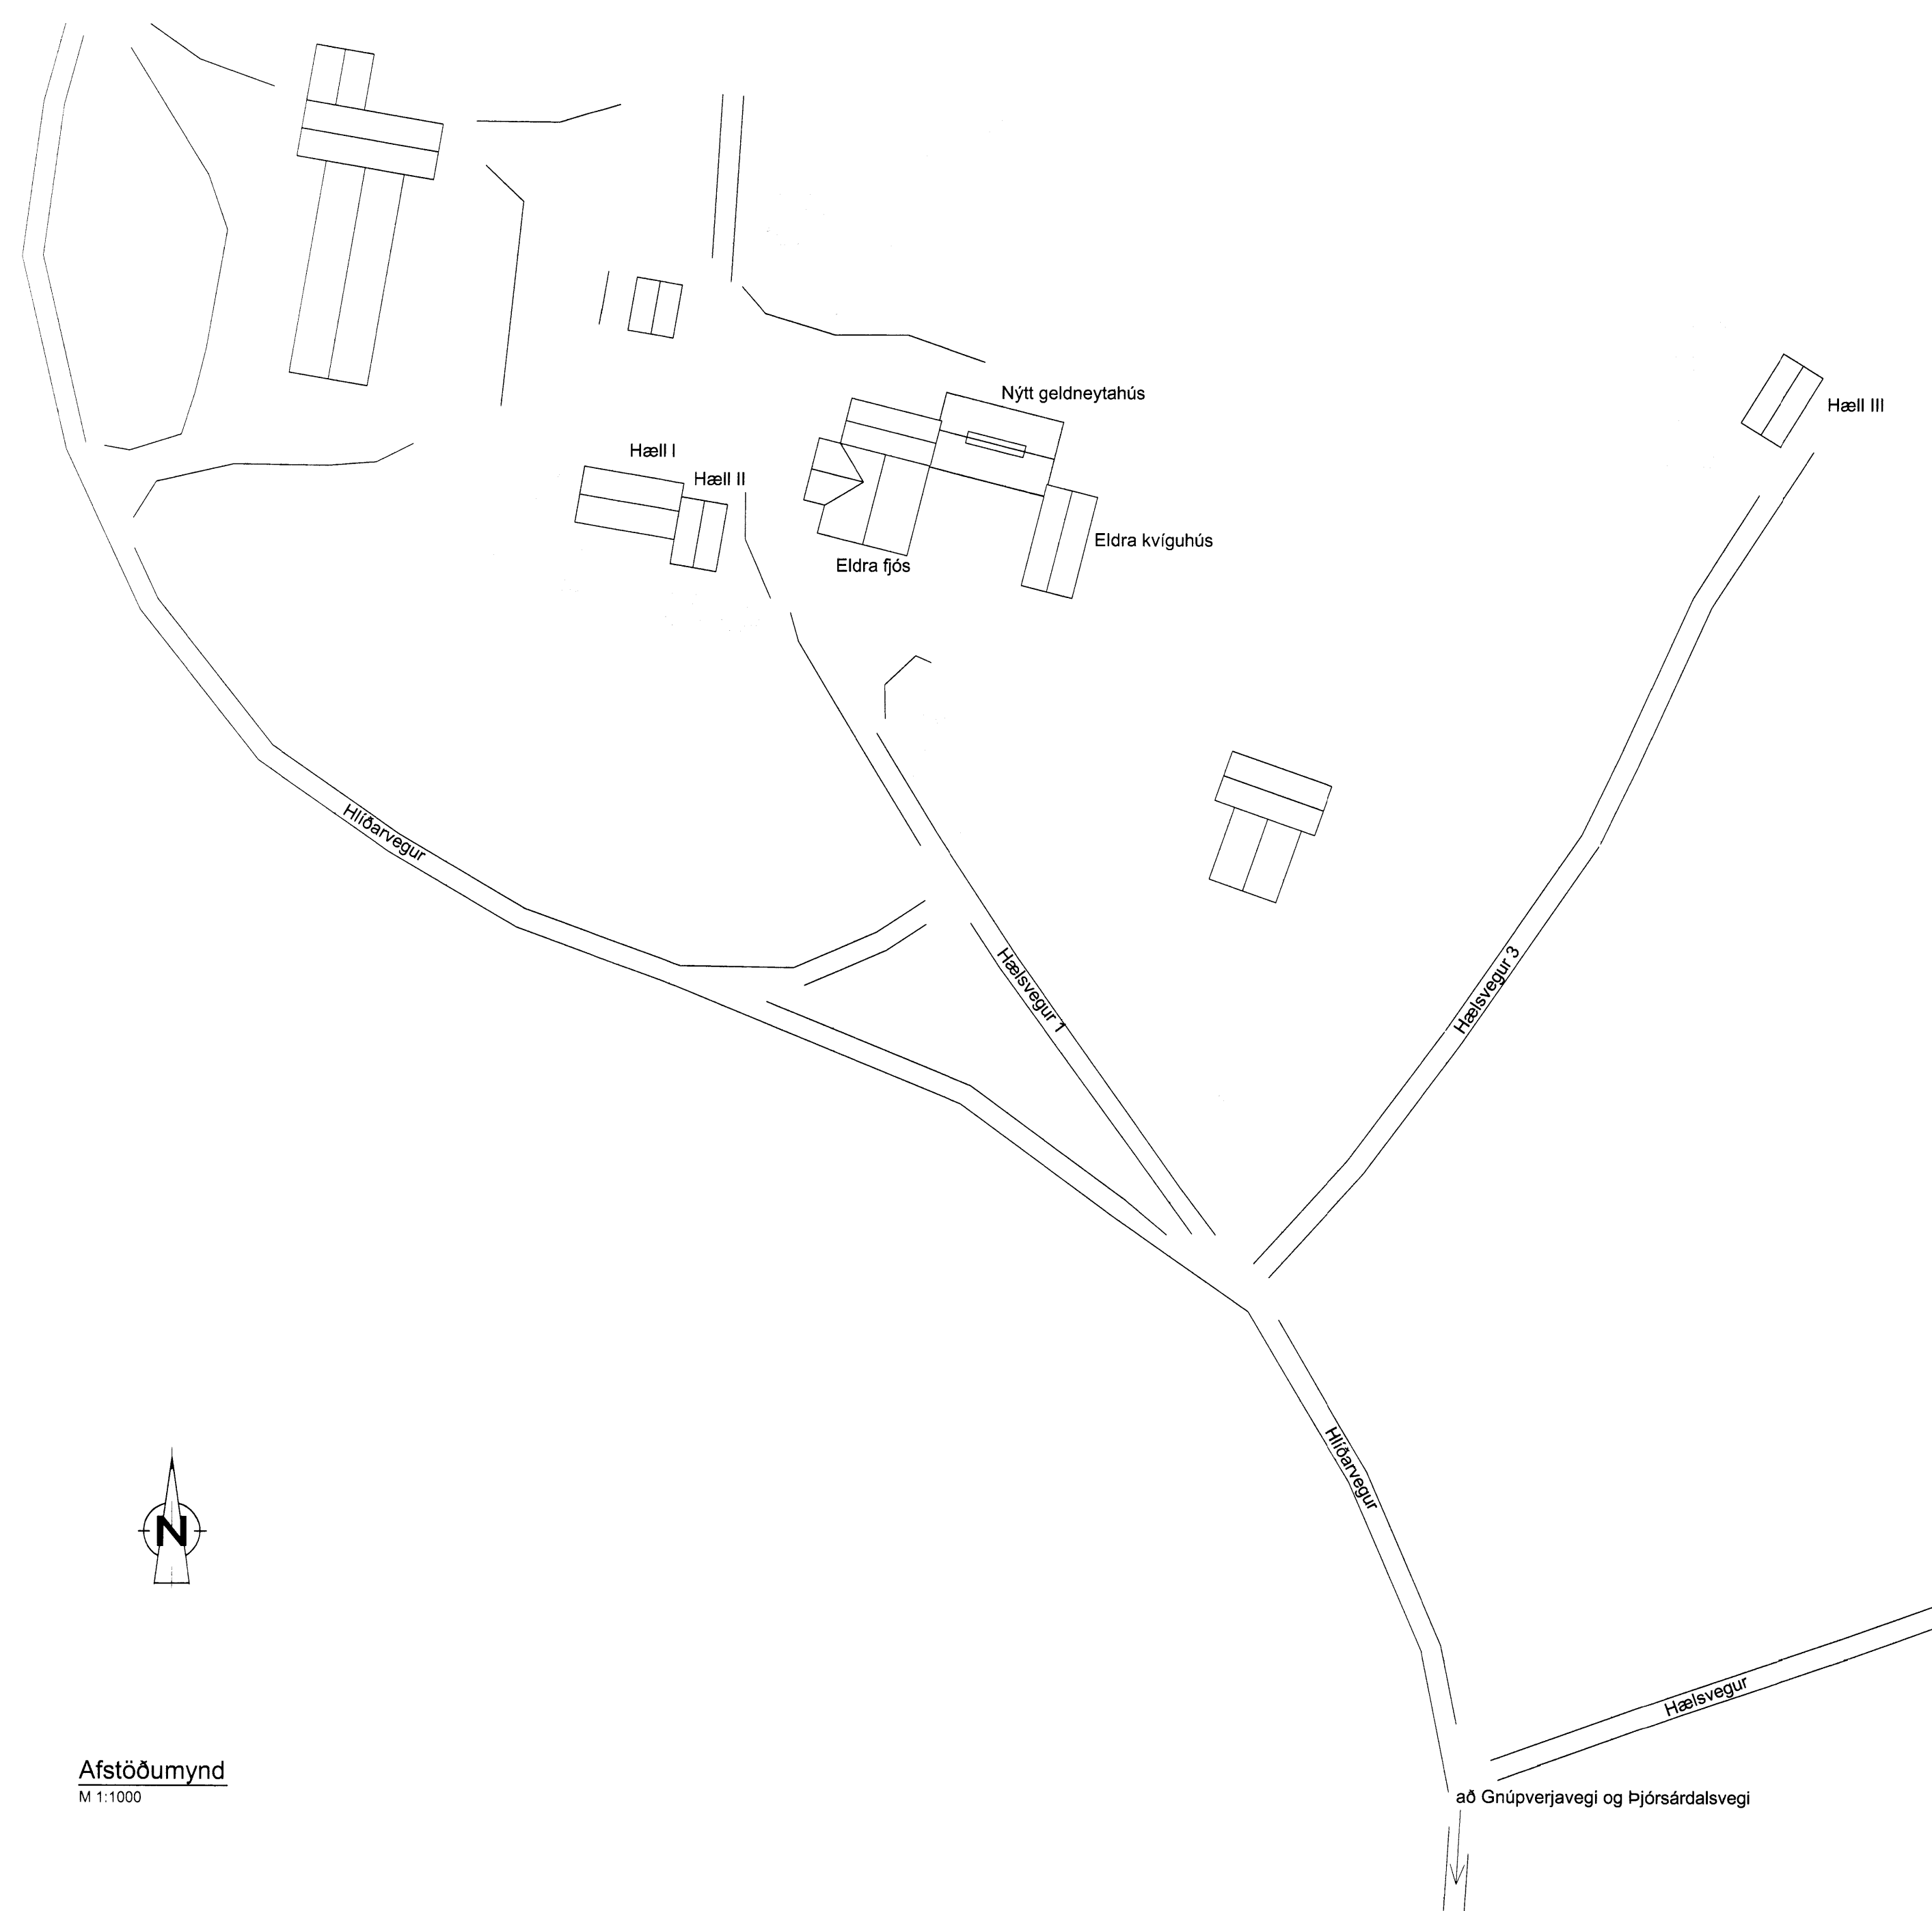 Nýtt geldneytahús
Hæll III
Hæll I
Hæll II
Eldra kvíguhús
Eldra fjós
Hlíðarvegur
Hælsvegur 1
Hælsvegur 3
Hlíðarvegur
N
Hælsvegur
Afstöðumynd
M 1:1000
að Gnúpverjavegi og Þjórsárdalsvegi